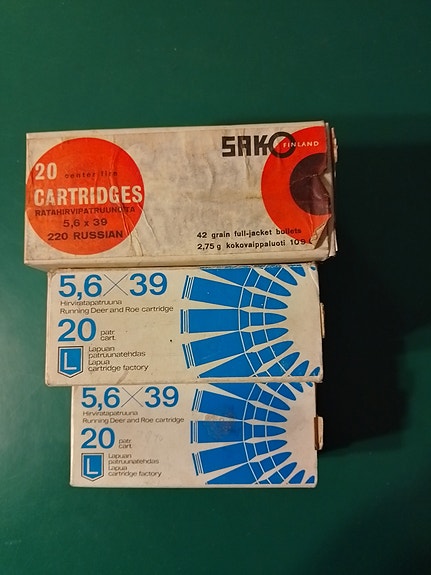 SAKO FINLAND
20 center fire
CARTRIDGES
RATAHIRVIPATRUUNOITA
5,6 x 39
220 RUSSIAN
42 grain full-jacket bullets
2,75 g kokovaippaluoti 109 L
5,6 × 39
Hirviratapatruuna
Running Deer and Roe cartridge
20 patr.
cart.
L Lapuan
patruunatehdas
Lapua
cartridge factory
5,6 × 39
Hirviratapatruuna
Running Deer and Roe cartridge
20 patr.
cart.
L Lapuan
patruunatehdas
Lapua
cartridge factory